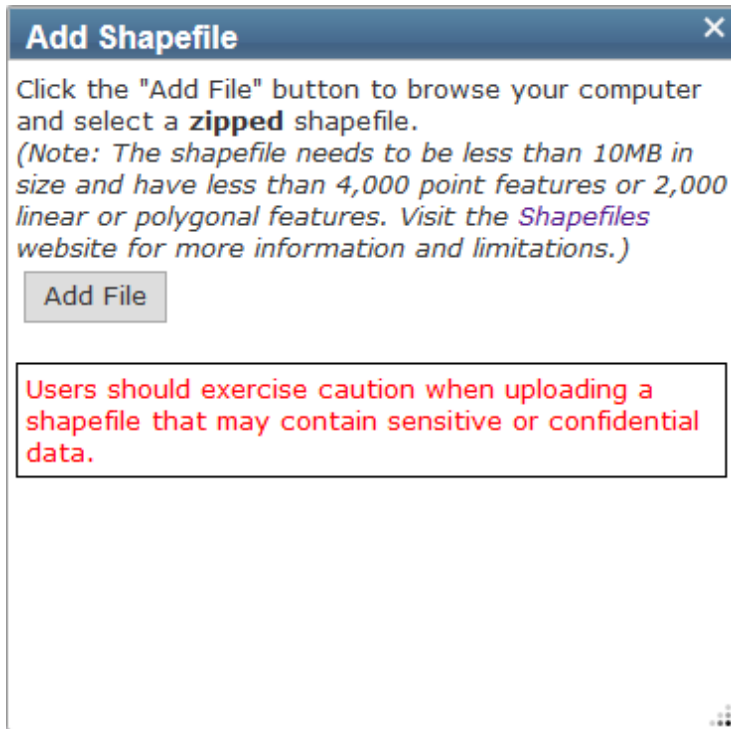 Add Shapefile
Click the "Add File" button to browse your computer
and select a zipped shapefile.
(Note: The shapefile needs to be less than 10MB in
size and have less than 4,000 point features or 2,000
linear or polygonal features. Visit the Shapefiles
website for more information and limitations.)
Add File
Users should exercise caution when uploading a
shapefile that may contain sensitive or confidential
data.